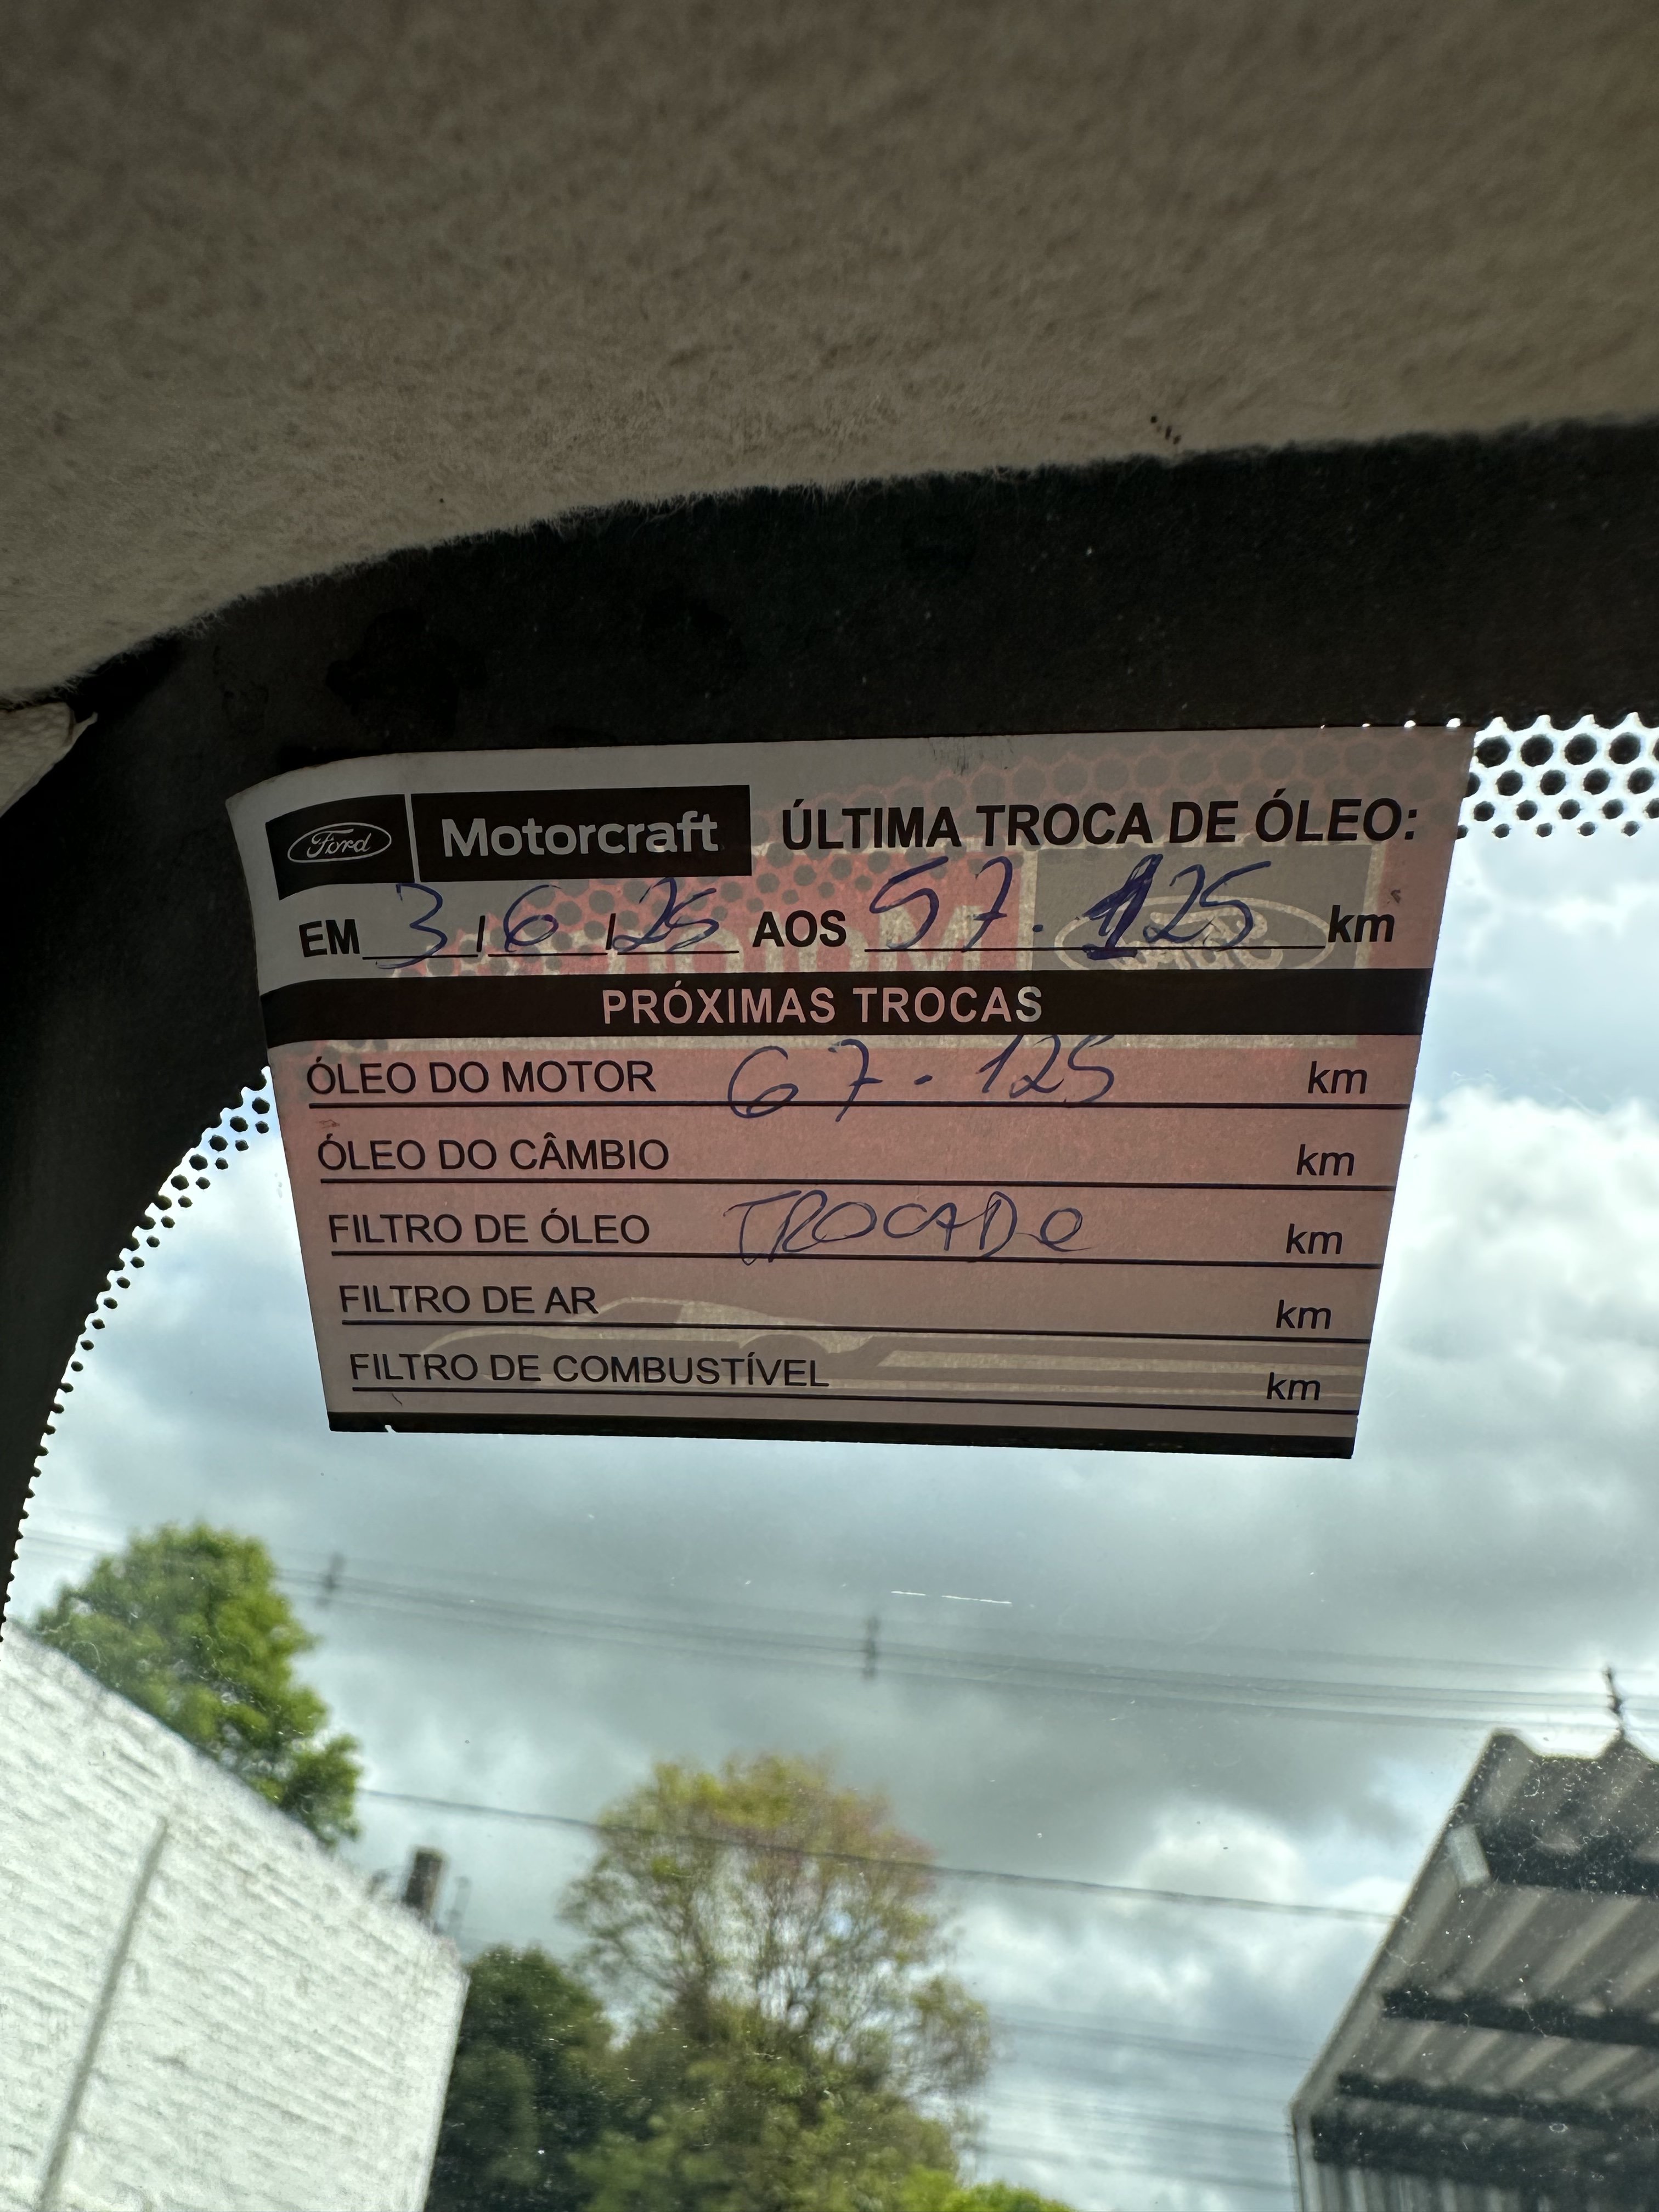 Ford Motorcraft ÚLTIMA TROCA DE ÓLEO:
EM 3 / 6 / 25 AOS 57.125 km
PRÓXIMAS TROCAS
ÓLEO DO MOTOR 67.125 km
ÓLEO DO CÂMBIO km
FILTRO DE ÓLEO TROCADO km
FILTRO DE AR km
FILTRO DE COMBUSTÍVEL km